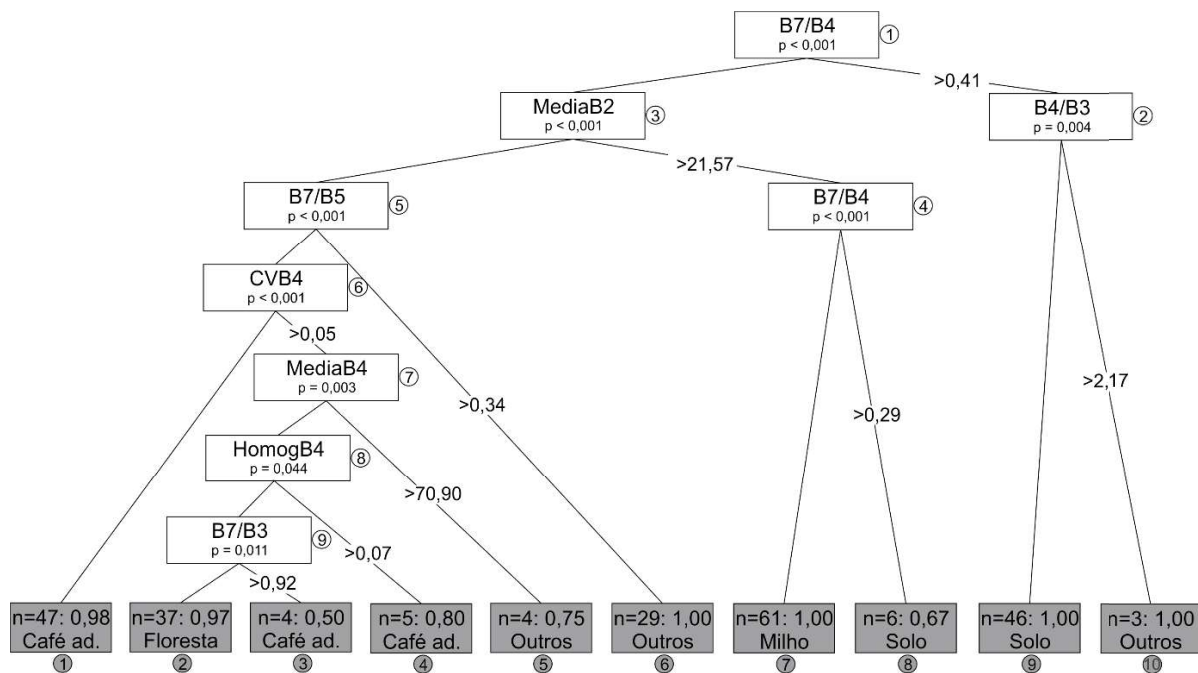 B7/B4
p < 0,001
①
>0,41
MediaB2
p < 0,001
③
B4/B3
p = 0,004
②
>21,57
B7/B5
p < 0,001
⑤
B7/B4
p < 0,001
④
CVB4
p < 0,001
⑥
>0,05
MediaB4
p = 0,003
⑦
>0,34
>2,17
>0,29
HomogB4
p = 0,044
⑧
>70,90
B7/B3
p = 0,011
⑨
>0,07
>0,92
n=47: 0,98
Café ad.
①
n=37: 0,97
Floresta
②
n=4: 0,50
Café ad.
③
n=5: 0,80
Café ad.
④
n=4: 0,75
Outros
⑤
n=29: 1,00
Outros
⑥
n=61: 1,00
Milho
⑦
n=6: 0,67
Solo
⑧
n=46: 1,00
Solo
⑨
n=3: 1,00
Outros
⑩